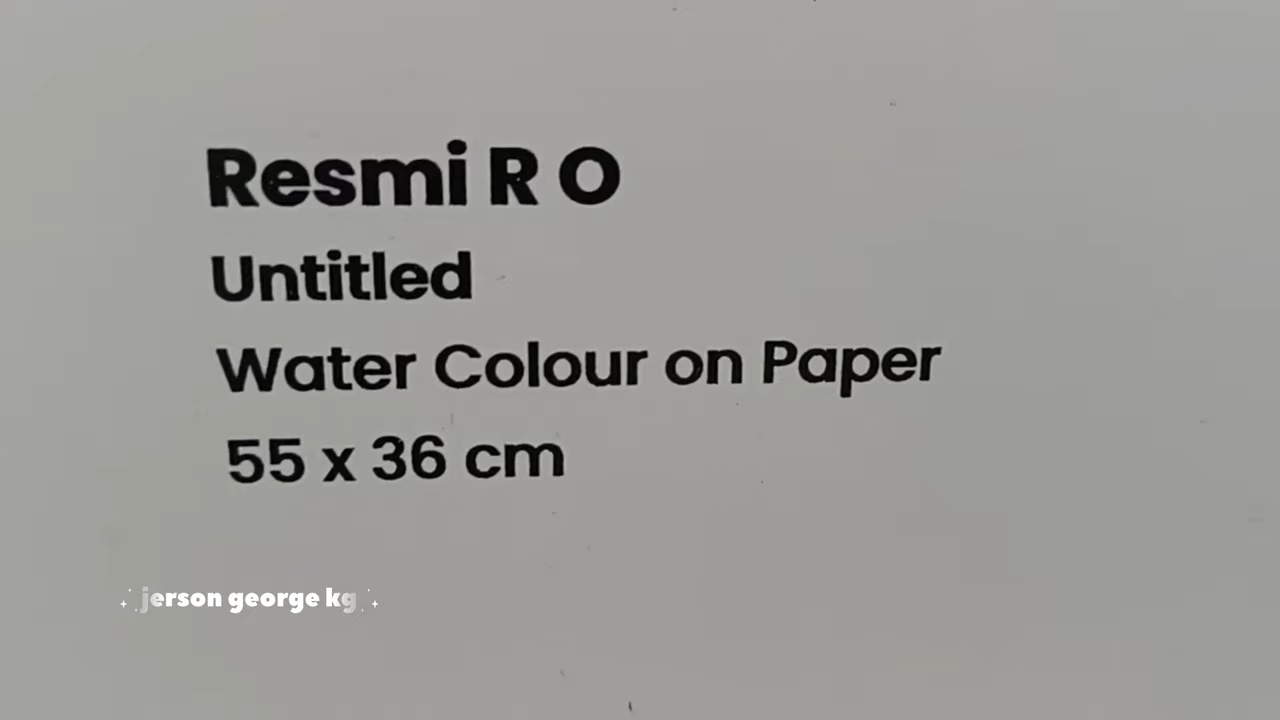 Resmi R O
Untitled
Water Colour on Paper
55 x 36 cm
jerson george kg